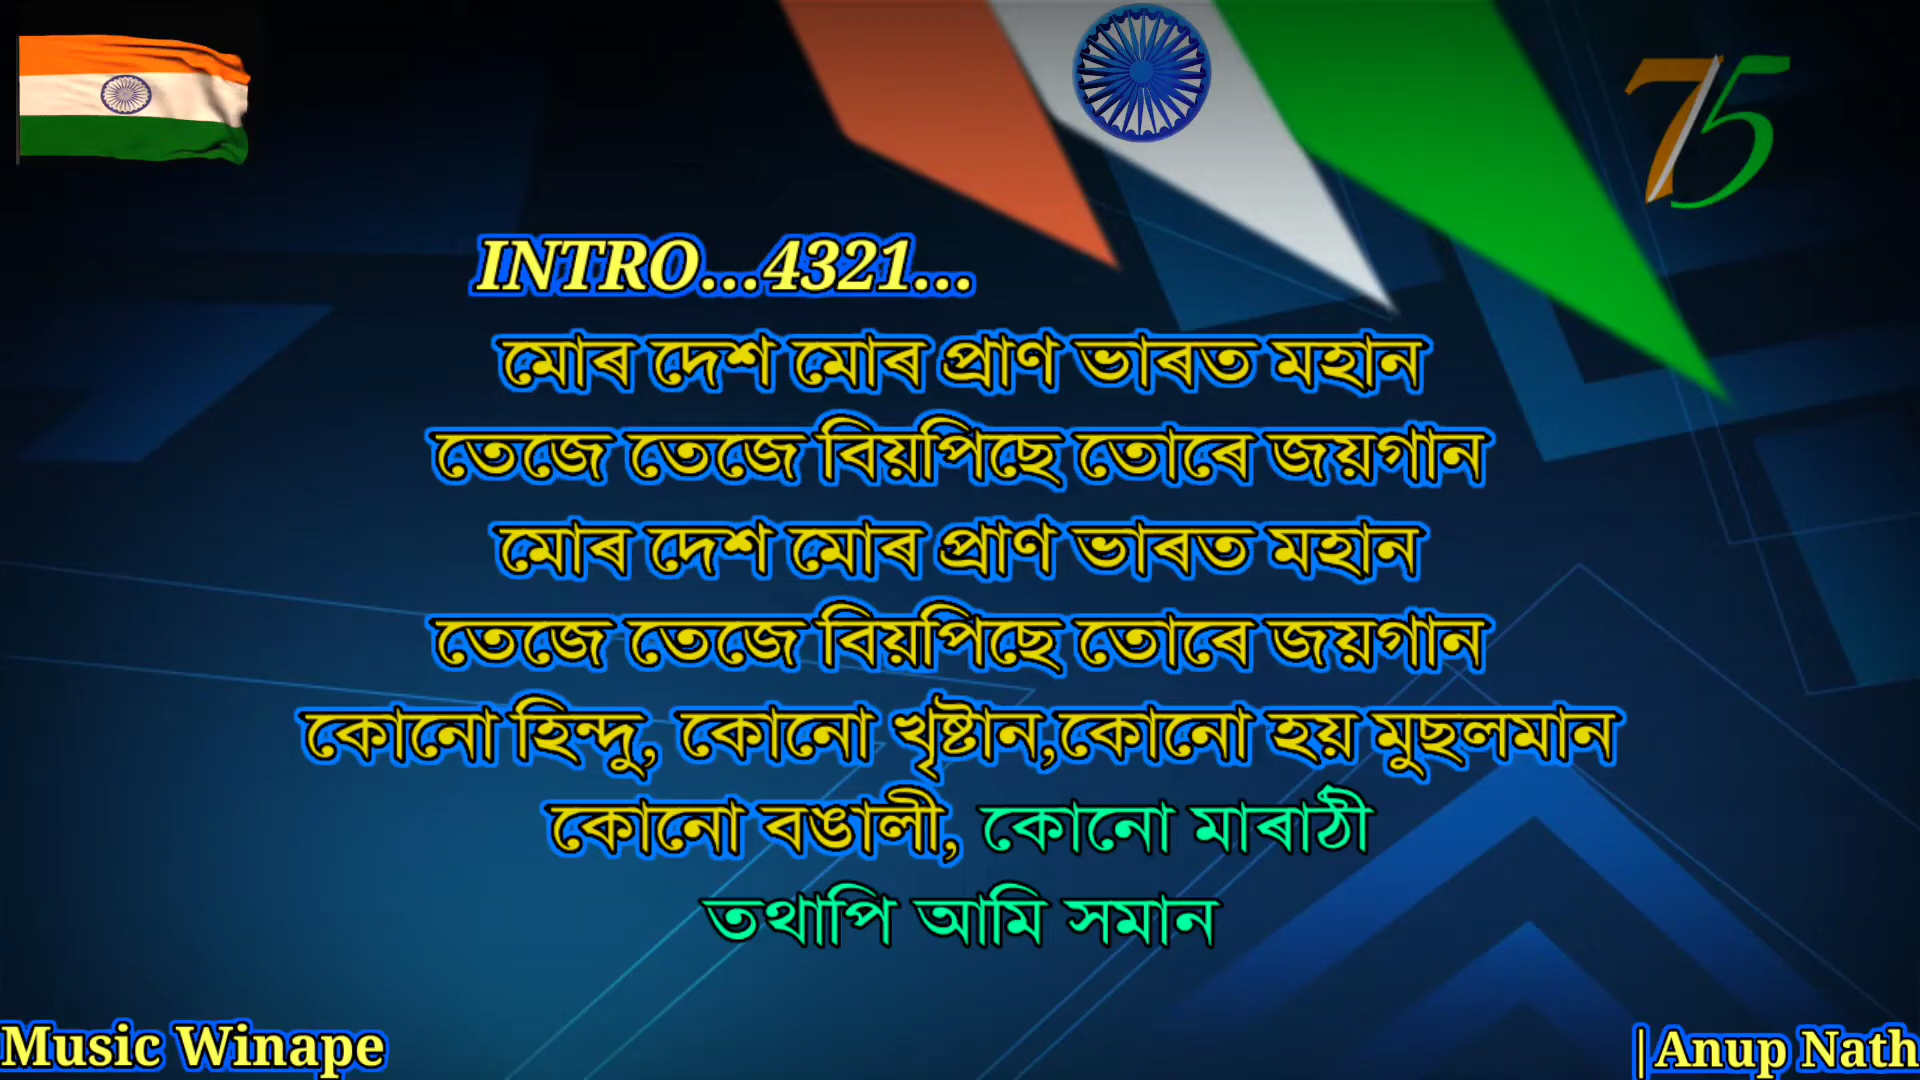 75
INTRO...4321...
মোৰ দেশ মোৰ প্ৰাণ ভাৰত মহান
তেজে তেজে বিয়পিছে তোৰে জয়গান
মোৰ দেশ মোৰ প্ৰাণ ভাৰত মহান
তেজে তেজে বিয়পিছে তোৰে জয়গান
কোনো হিন্দু, কোনো খৃষ্টান,কোনো হয় মুছলমান
কোনো বঙালী, কোনো মাৰাঠী
তথাপি আমি সমান
Music Winape
|Anup Nath